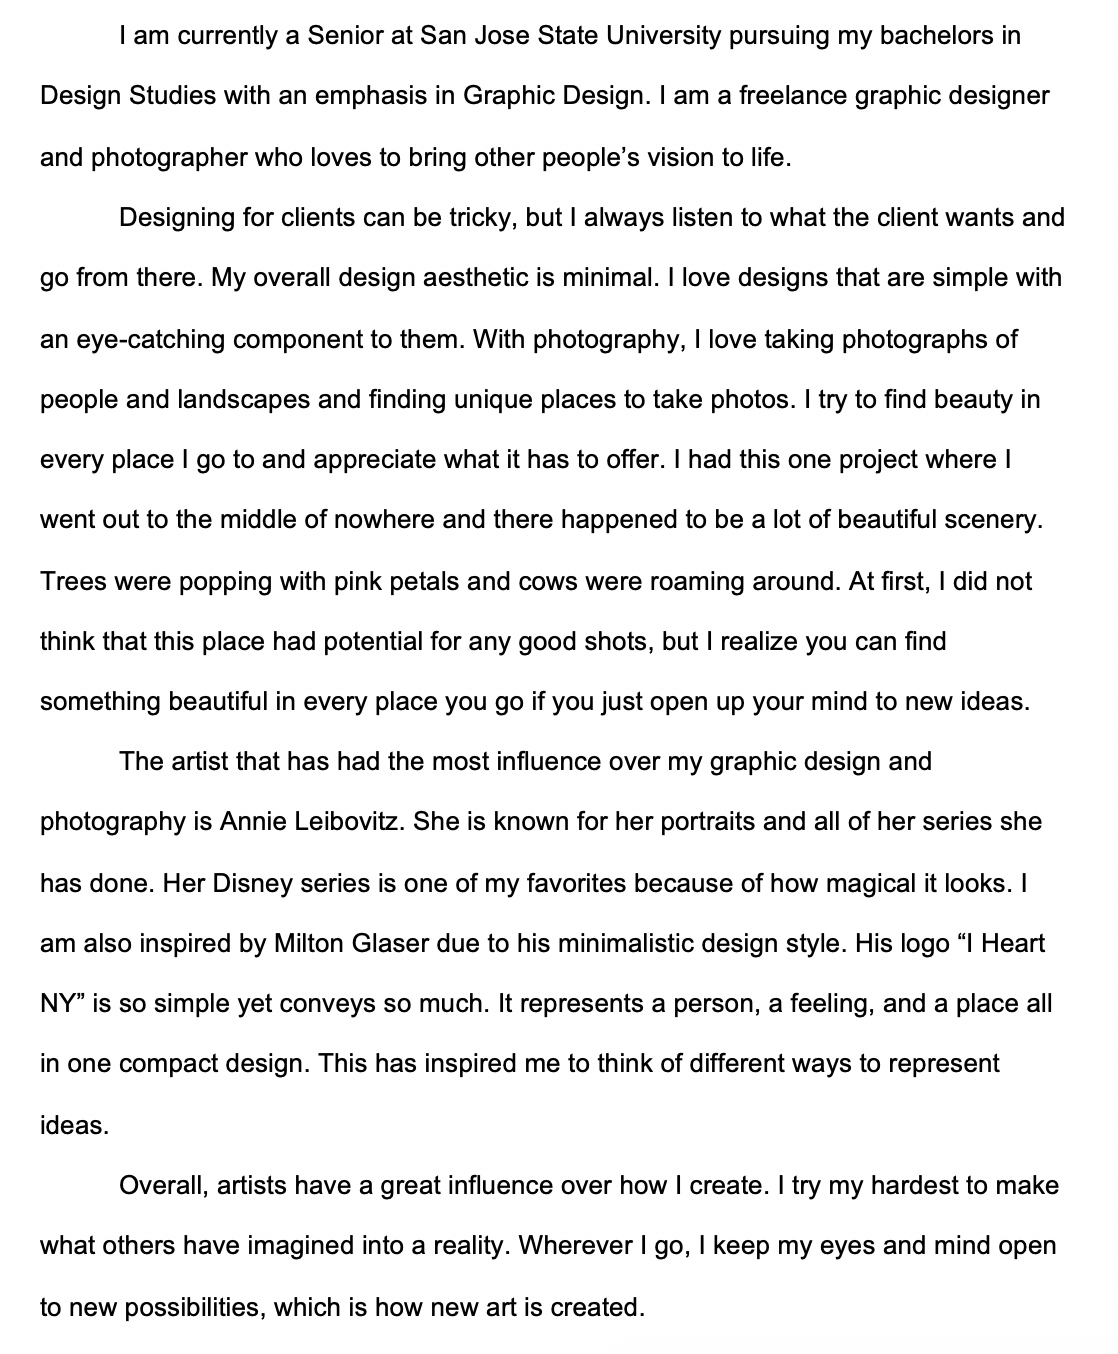 I am currently a Senior at San Jose State University pursuing my bachelors in
Design Studies with an emphasis in Graphic Design. I am a freelance graphic designer
and photographer who loves to bring other people’s vision to life.
Designing for clients can be tricky, but I always listen to what the client wants and
go from there. My overall design aesthetic is minimal. I love designs that are simple with
an eye-catching component to them. With photography, I love taking photographs of
people and landscapes and finding unique places to take photos. I try to find beauty in
every place I go to and appreciate what it has to offer. I had this one project where I
went out to the middle of nowhere and there happened to be a lot of beautiful scenery.
Trees were popping with pink petals and cows were roaming around. At first, I did not
think that this place had potential for any good shots, but I realize you can find
something beautiful in every place you go if you just open up your mind to new ideas.
The artist that has had the most influence over my graphic design and
photography is Annie Leibovitz. She is known for her portraits and all of her series she
has done. Her Disney series is one of my favorites because of how magical it looks. I
am also inspired by Milton Glaser due to his minimalistic design style. His logo “I Heart
NY” is so simple yet conveys so much. It represents a person, a feeling, and a place all
in one compact design. This has inspired me to think of different ways to represent
ideas.
Overall, artists have a great influence over how I create. I try my hardest to make
what others have imagined into a reality. Wherever I go, I keep my eyes and mind open
to new possibilities, which is how new art is created.